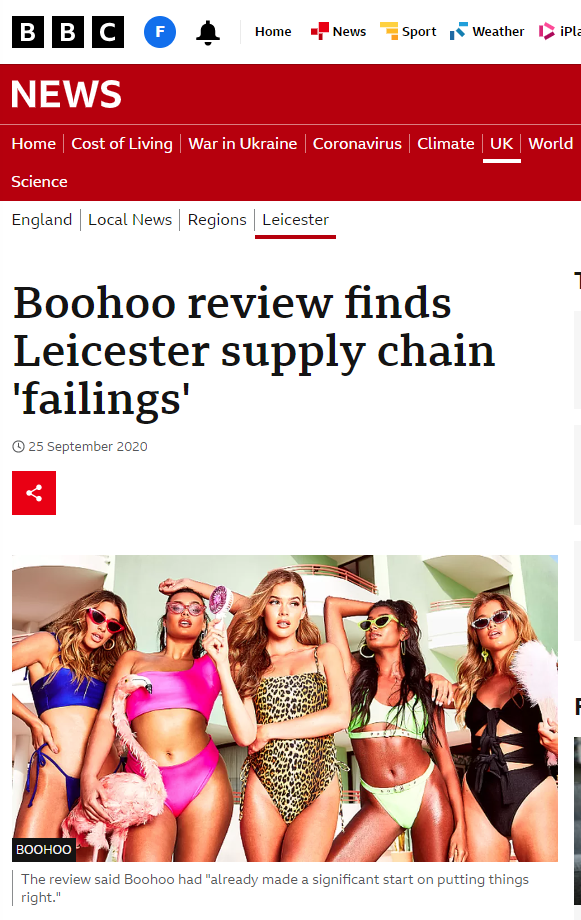 BBC F Home News Sport Weather
NEWS
Home Cost of Living War in Ukraine Coronavirus Climate UK World
Science
England Local News Regions Leicester
Boohoo review finds
Leicester supply chain
'failings'
25 September 2020
BOOHOO
The review said Boohoo had "already made a significant start on putting things
right."